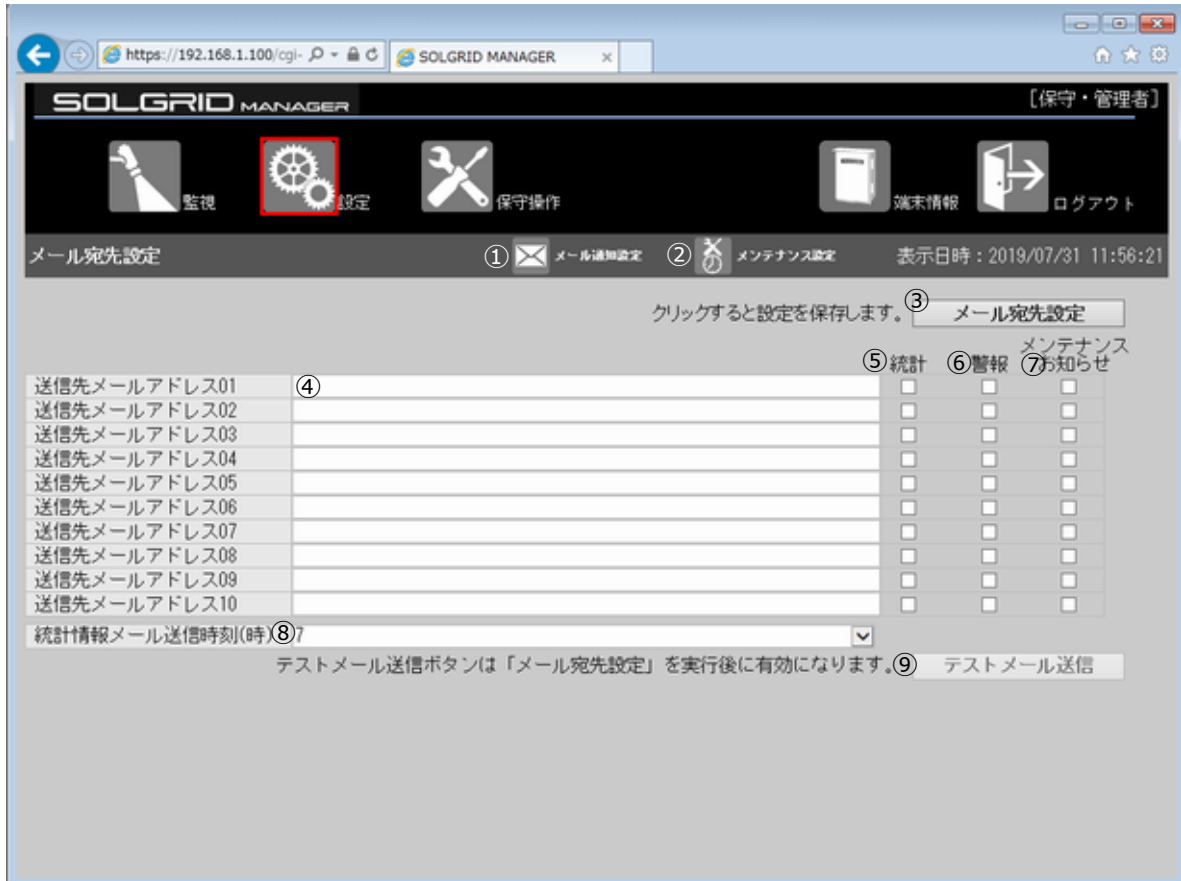 https://192.168.1.100/cgi- SOLGRID MANAGER
SOLGRID MANAGER [保守・管理者]
監視 設定 保守操作 端末情報 ログアウト
メール宛先設定 ① メール通知設定 ② メンテナンス設定 表示日時：2019/07/31 11:56:21
クリックすると設定を保存します。 ③ メール宛先設定
⑤統計 ⑥警報 ⑦メンテナンスお知らせ
送信先メールアドレス01 ④
送信先メールアドレス02
送信先メールアドレス03
送信先メールアドレス04
送信先メールアドレス05
送信先メールアドレス06
送信先メールアドレス07
送信先メールアドレス08
送信先メールアドレス09
送信先メールアドレス10
統計情報メール送信時刻(時) ⑧ 7
テストメール送信ボタンは「メール宛先設定」を実行後に有効になります。 ⑨ テストメール送信